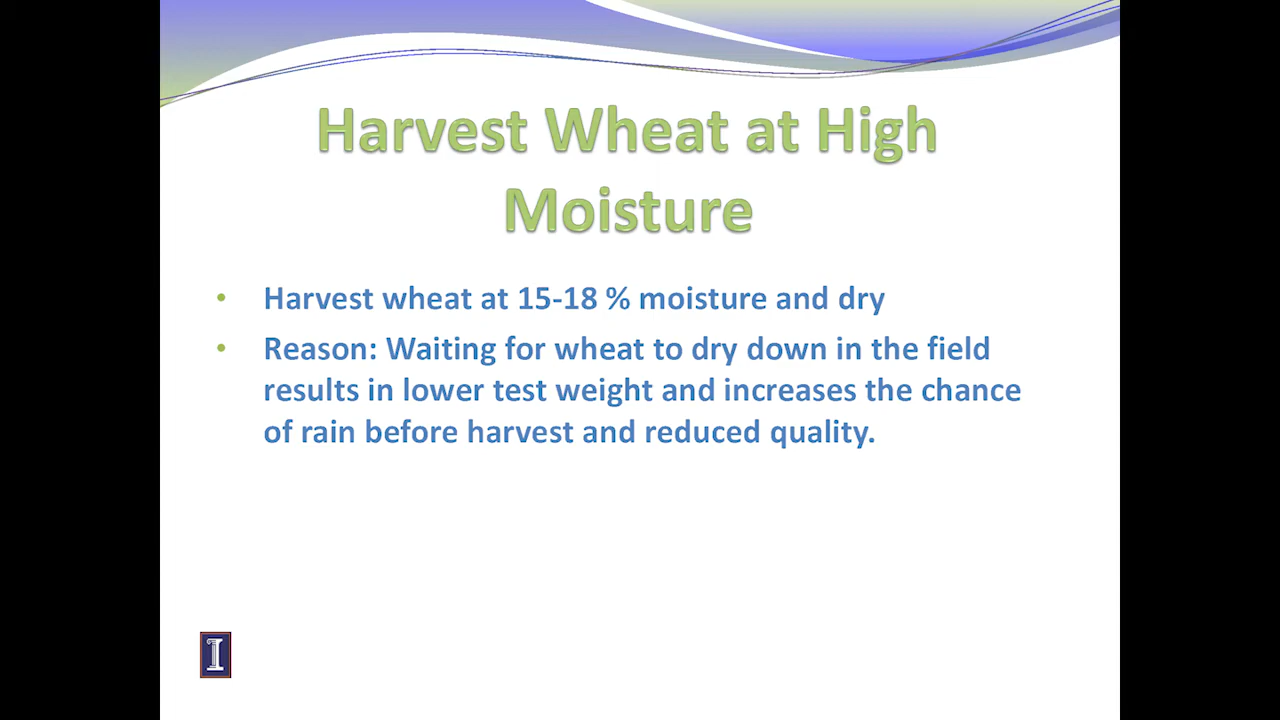 Harvest Wheat at High
Moisture
• Harvest wheat at 15-18 % moisture and dry
• Reason: Waiting for wheat to dry down in the field
results in lower test weight and increases the chance
of rain before harvest and reduced quality.
I